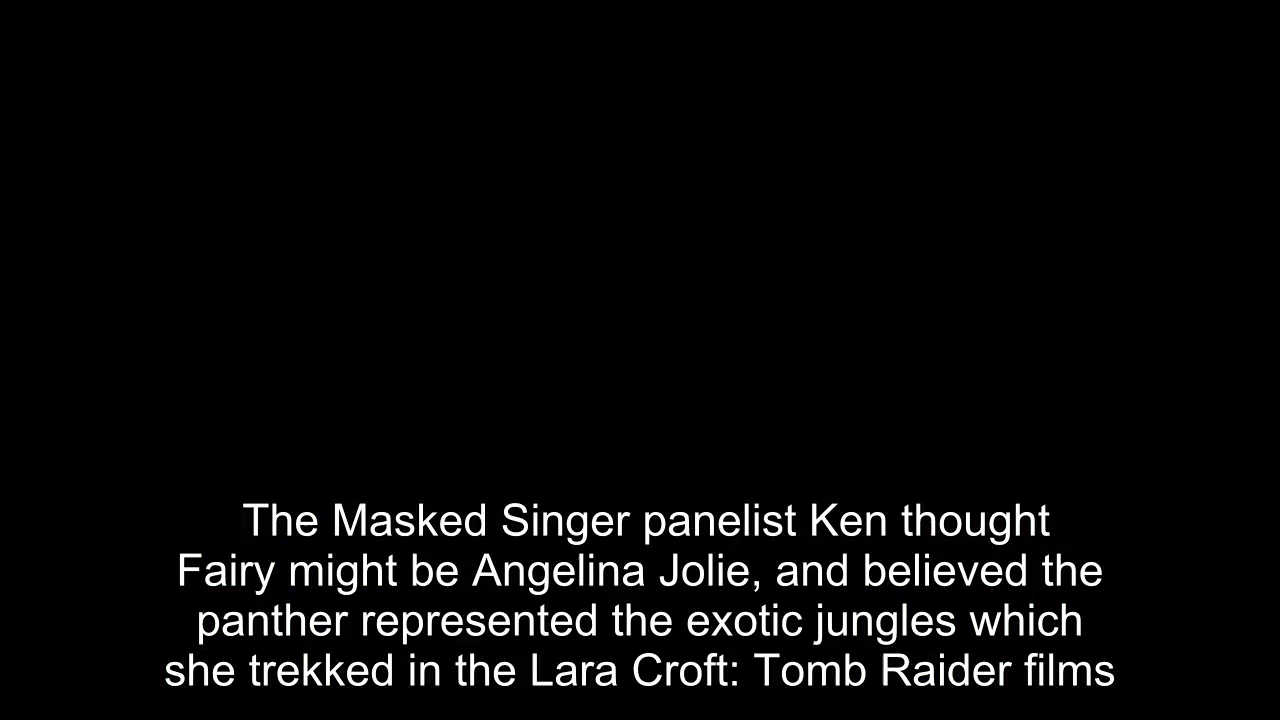 The Masked Singer panelist Ken thought
Fairy might be Angelina Jolie, and believed the
panther represented the exotic jungles which
she trekked in the Lara Croft: Tomb Raider films